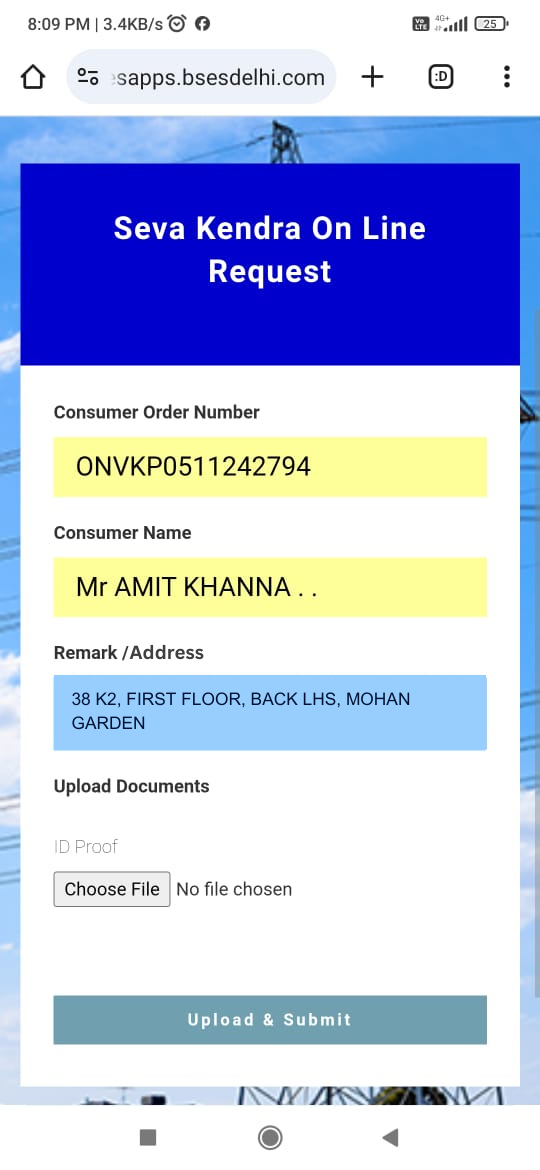 8:09 PM | 3.4KB/s
Vo LTE 4G+ 25
sapps.bsesdelhi.com
:D
Seva Kendra On Line
Request
Consumer Order Number
ONVKP0511242794
Consumer Name
Mr AMIT KHANNA . .
Remark /Address
38 K2, FIRST FLOOR, BACK LHS, MOHAN
GARDEN
Upload Documents
ID Proof
Choose File No file chosen
Upload & Submit